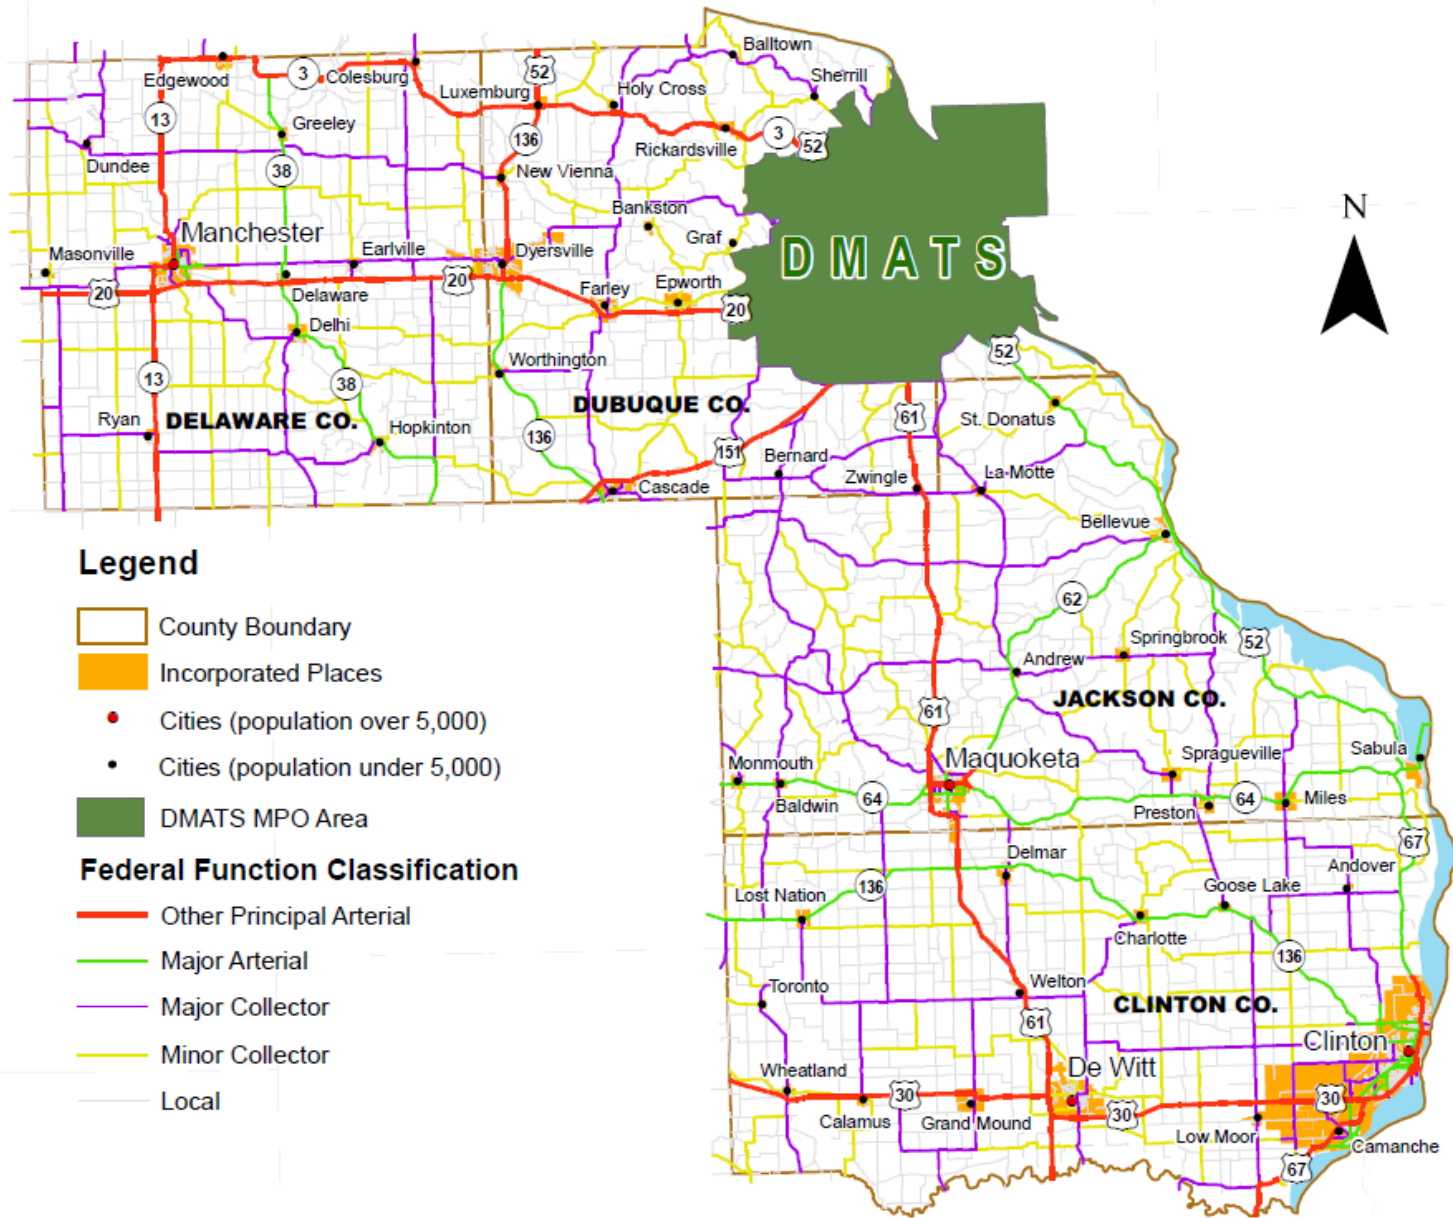 Balltown
Sherrill
Edgewood
3
Colesburg
52
Luxemburg
Holy Cross
13
Greeley
136
Rickardsville
3
52
Dundee
38
New Vienna
Bankston
Graf
Manchester
Masonville
Earlville
Dyersville
DMATS
N
20
Delaware
20
Farley
Epworth
20
Delhi
52
Worthington
13
38
Ryan
DELAWARE CO.
Hopkinton
DUBUQUE CO.
136
61
St. Donatus
151
Bernard
Zwingle
La Motte
Cascade
Bellevue
Legend
County Boundary
Incorporated Places
Cities (population over 5,000)
Cities (population under 5,000)
DMATS MPO Area
Federal Function Classification
Other Principal Arterial
Major Arterial
Major Collector
Minor Collector
Local
62
Springbrook
52
Andrew
JACKSON CO.
61
Monmouth
Maquoketa
Spragueville
Sabula
Baldwin
64
Preston
64
Miles
67
Delmar
Andover
Lost Nation
136
Goose Lake
Charlotte
136
Toronto
Welton
CLINTON CO.
61
Clinton
Wheatland
De Witt
30
30
30
Calamus
Grand Mound
Low Moor
Camanche
67